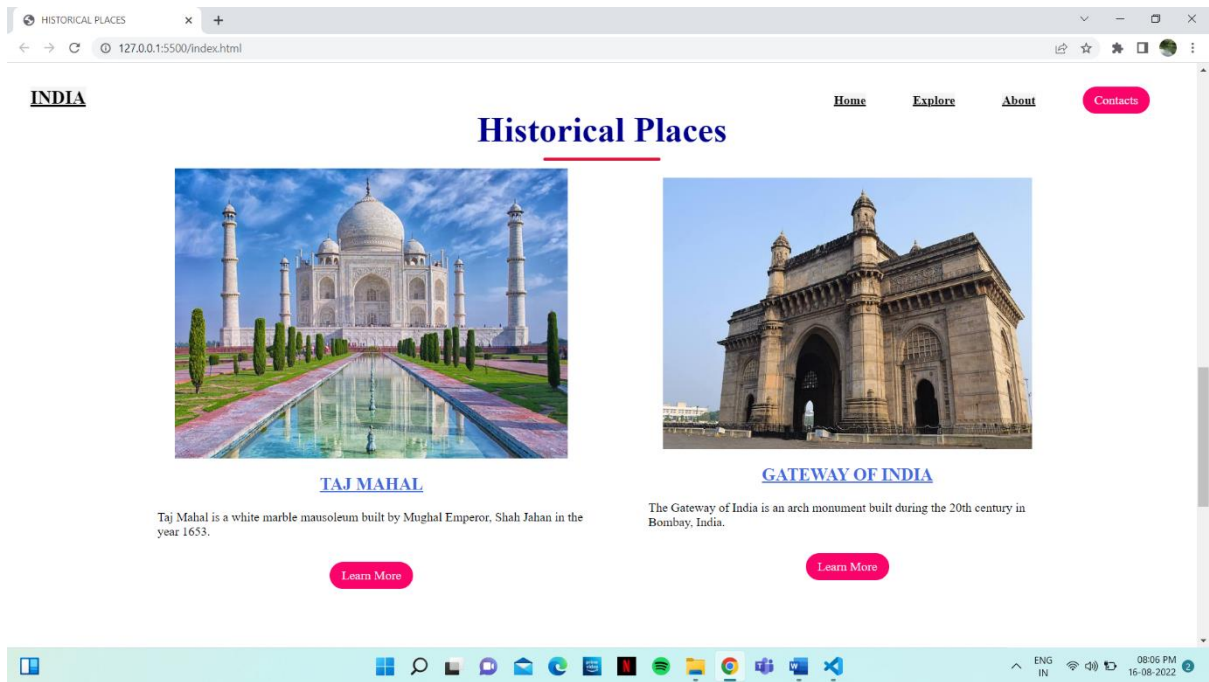 HISTORICAL PLACES
127.0.0.1:5500/index.html
INDIA
Home Explore About Contacts
Historical Places
TAJ MAHAL
Taj Mahal is a white marble mausoleum built by Mughal Emperor, Shah Jahan in the
year 1653.
Learn More
GATEWAY OF INDIA
The Gateway of India is an arch monument built during the 20th century in
Bombay, India.
Learn More
ENG
IN
08:06 PM
16-08-2022
2